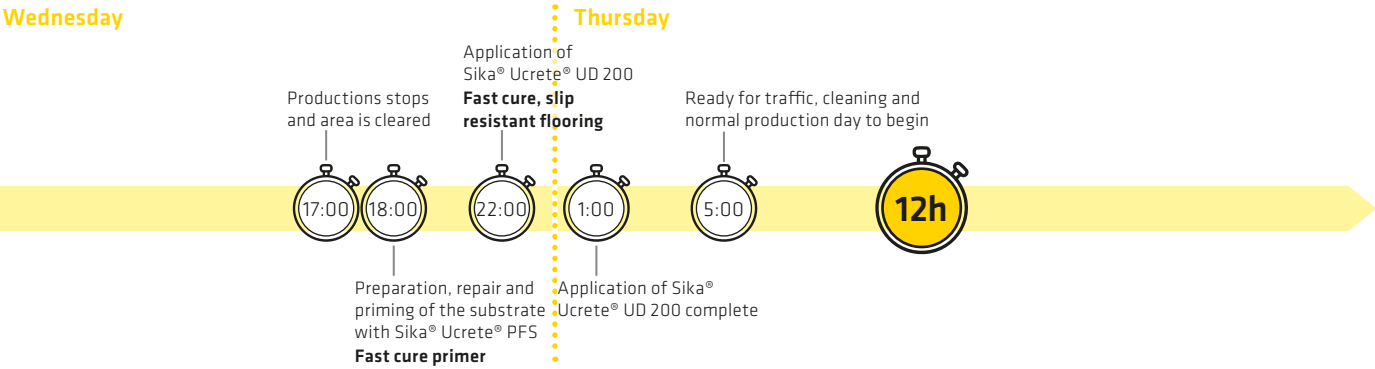 Wednesday
Thursday
Productions stops
and area is cleared
Application of
Sika® Ucrete® UD 200
Fast cure, slip
resistant flooring
Ready for traffic, cleaning and
normal production day to begin
17:00
18:00
22:00
1:00
5:00
12h
Preparation, repair and
priming of the substrate
with Sika® Ucrete® PFS
Fast cure primer
Application of Sika®
Ucrete® UD 200 complete